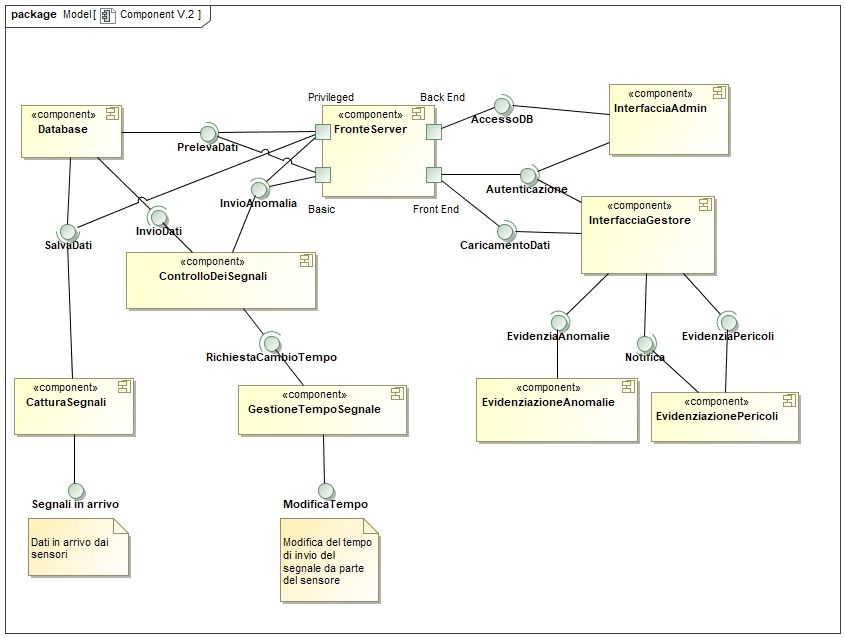 package Model[ Component V.2 ]
Privileged
Back End
«component»
InterfacciaAdmin
«component»
Database
«component»
FronteServer
AccessoDB
PrelevaDati
Autenticazione
InvioAnomalia
Basic
Front End
«component»
InterfacciaGestore
SalvaDati
InvioDati
CaricamentoDati
«component»
ControlloDeiSegnali
EvidenziaAnomalie
Notifica
EvidenziaPericoli
RichiestaCambioTempo
«component»
CatturaSegnali
«component»
GestioneTempoSegnale
«component»
EvidenziazioneAnomalie
«component»
EvidenziazionePericoli
Segnali in arrivo
ModificaTempo
Dati in arrivo dai
sensori
Modifica del tempo
di invio del
segnale da parte
del sensore